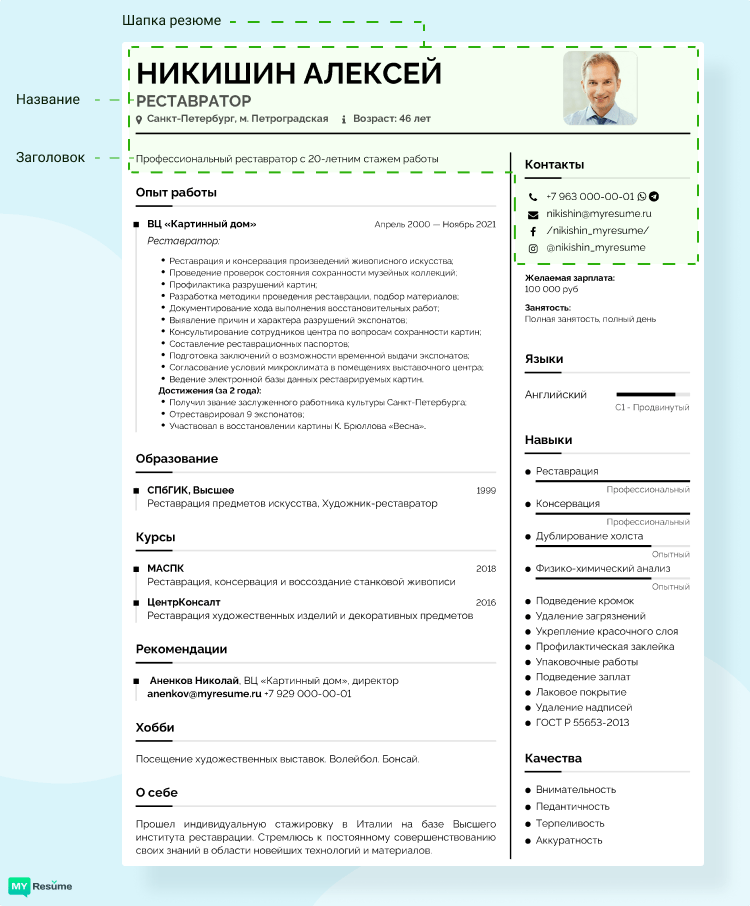 Шапка резюме
Название
Заголовок
НИКИШИН АЛЕКСЕЙ
РЕСТАВРАТОР
Санкт-Петербург, м. Петроградская Возраст: 46 лет
Профессиональный реставратор с 20-летним стажем работы
Опыт работы
ВЦ «Картинный дом» Апрель 2000 — Ноябрь 2021
Реставратор:
Реставрация и консервация произведений живописного искусства;
Проведение проверок состояния сохранности музейных коллекций;
Профилактика разрушений картин;
Разработка методики проведения реставрации, подбор материалов;
Документирование хода выполнения восстановительных работ;
Выявление причин и характера разрушений экспонатов;
Консультирование сотрудников центра по вопросам сохранности картин;
Составление реставрационных паспортов;
Подготовка заключений о возможности временной выдачи экспонатов;
Согласование условий микроклимата в помещениях выставочного центра;
Ведение электронной базы данных реставрируемых картин.
Достижения (за 2 года):
Получил звание заслуженного работника культуры Санкт-Петербурга;
Отреставрировал 9 экспонатов;
Участвовал в восстановлении картины К. Брюллова «Весна».
Образование
СПбГИК, Высшее 1999
Реставрация предметов искусства, Художник-реставратор
Курсы
МАСПК 2018
Реставрация, консервация и воссоздание станковой живописи
ЦентрКонсалт 2016
Реставрация художественных изделий и декоративных предметов
Рекомендации
Аненков Николай, ВЦ «Картинный дом», директор
anenkov@myresume.ru +7 929 000-00-01
Хобби
Посещение художественных выставок. Волейбол. Бонсай.
О себе
Прошел индивидуальную стажировку в Италии на базе Высшего
института реставрации. Стремлюсь к постоянному совершенствованию
своих знаний в области новейших технологий и материалов.
Контакты
+7 963 000-00-01
nikishin@myresume.ru
/nikishin_myresume/
@nikishin_myresume
Желаемая зарплата:
100 000 руб
Занятость:
Полная занятость, полный день
Языки
Английский
C1 - Продвинутый
Навыки
Реставрация
Профессиональный
Консервация
Профессиональный
Дублирование холста
Опытный
Физико-химический анализ
Опытный
Подведение кромок
Удаление загрязнений
Укрепление красочного слоя
Профилактическая заклейка
Упаковочные работы
Подведение заплат
Лаковое покрытие
Удаление надписей
ГОСТ Р 55653-2013
Качества
Внимательность
Педантичность
Терпеливость
Аккуратность
MY Resume